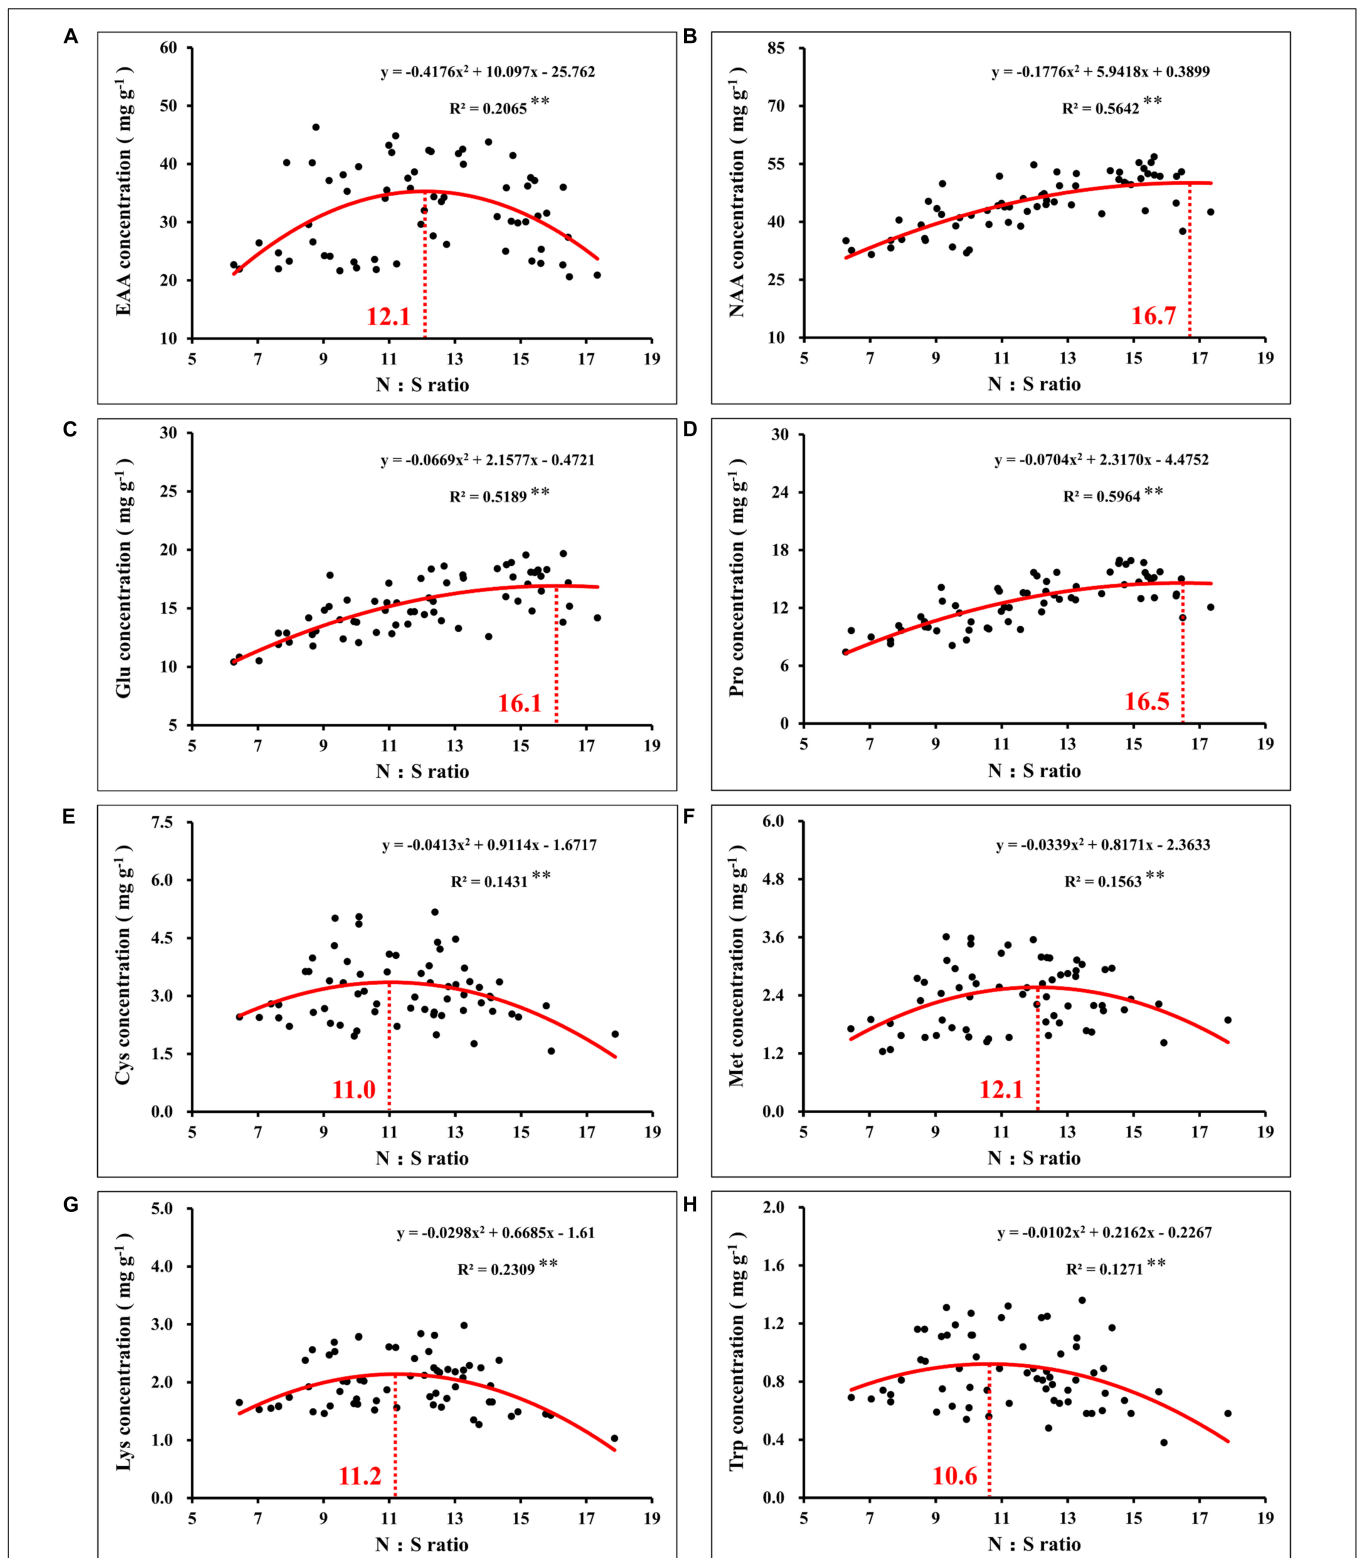 A
EAA concentration ( mg g⁻¹ )
60
50
40
30
20
10
y = -0.4176x² + 10.097x - 25.762
R² = 0.2065 **
12.1
5 7 9 11 13 15 17 19
N : S ratio
B
NAA concentration ( mg g⁻¹ )
85
70
55
40
25
10
y = -0.1776x² + 5.9418x + 0.3899
R² = 0.5642 **
16.7
5 7 9 11 13 15 17 19
N : S ratio
C
Glu concentration ( mg g⁻¹ )
30
25
20
15
10
5
y = -0.0669x² + 2.1577x - 0.4721
R² = 0.5189 **
16.1
5 7 9 11 13 15 17 19
N : S ratio
D
Pro concentration ( mg g⁻¹ )
30
24
18
12
6
0
y = -0.0704x² + 2.3170x - 4.4752
R² = 0.5964 **
16.5
5 7 9 11 13 15 17 19
N : S ratio
E
Cys concentration ( mg g⁻¹ )
7.5
6.0
4.5
3.0
1.5
0.0
y = -0.0413x² + 0.9114x - 1.6717
R² = 0.1431 **
11.0
5 7 9 11 13 15 17 19
N : S ratio
F
Met concentration ( mg g⁻¹ )
6.0
4.8
3.6
2.4
1.2
0.0
y = -0.0339x² + 0.8171x - 2.3633
R² = 0.1563 **
12.1
5 7 9 11 13 15 17 19
N : S ratio
G
Lys concentration ( mg g⁻¹ )
5.0
4.0
3.0
2.0
1.0
0.0
y = -0.0298x² + 0.6685x - 1.61
R² = 0.2309 **
11.2
5 7 9 11 13 15 17 19
N : S ratio
H
Trp concentration ( mg g⁻¹ )
2.0
1.6
1.2
0.8
0.4
0.0
y = -0.0102x² + 0.2162x - 0.2267
R² = 0.1271 **
10.6
5 7 9 11 13 15 17 19
N : S ratio